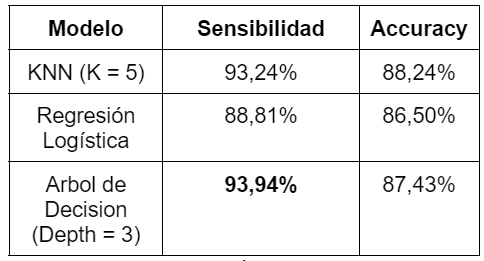 Modelo Sensibilidad Accuracy
KNN (K = 5) 93,24% 88,24%
Regresión 88,81% 86,50%
Logística
Arbol de 93,94% 87,43%
Decision
(Depth = 3)